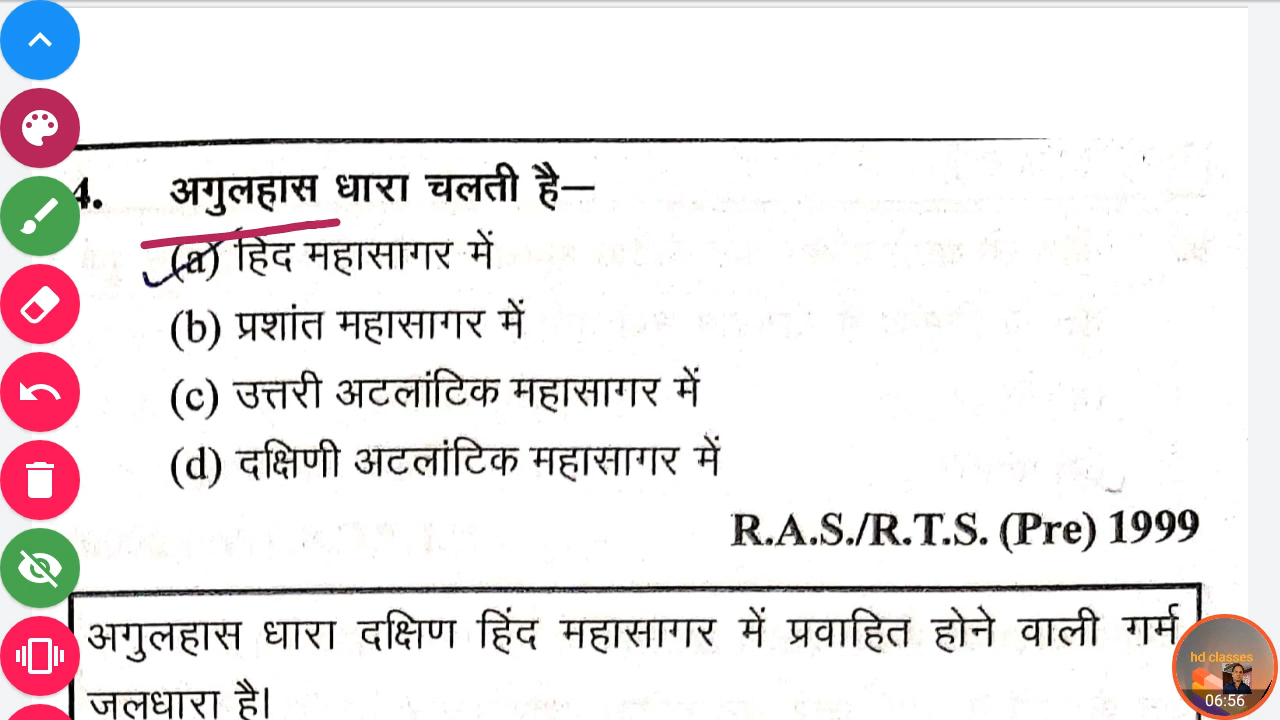 4. अगुलहास धारा चलती है—
(a) हिंद महासागर में
(b) प्रशांत महासागर में
(c) उत्तरी अटलांटिक महासागर में
(d) दक्षिणी अटलांटिक महासागर में
R.A.S./R.T.S. (Pre) 1999
अगुलहास धारा दक्षिण हिंद महासागर में प्रवाहित होने वाली गर्म
जलधारा है।
hd classes
06:56